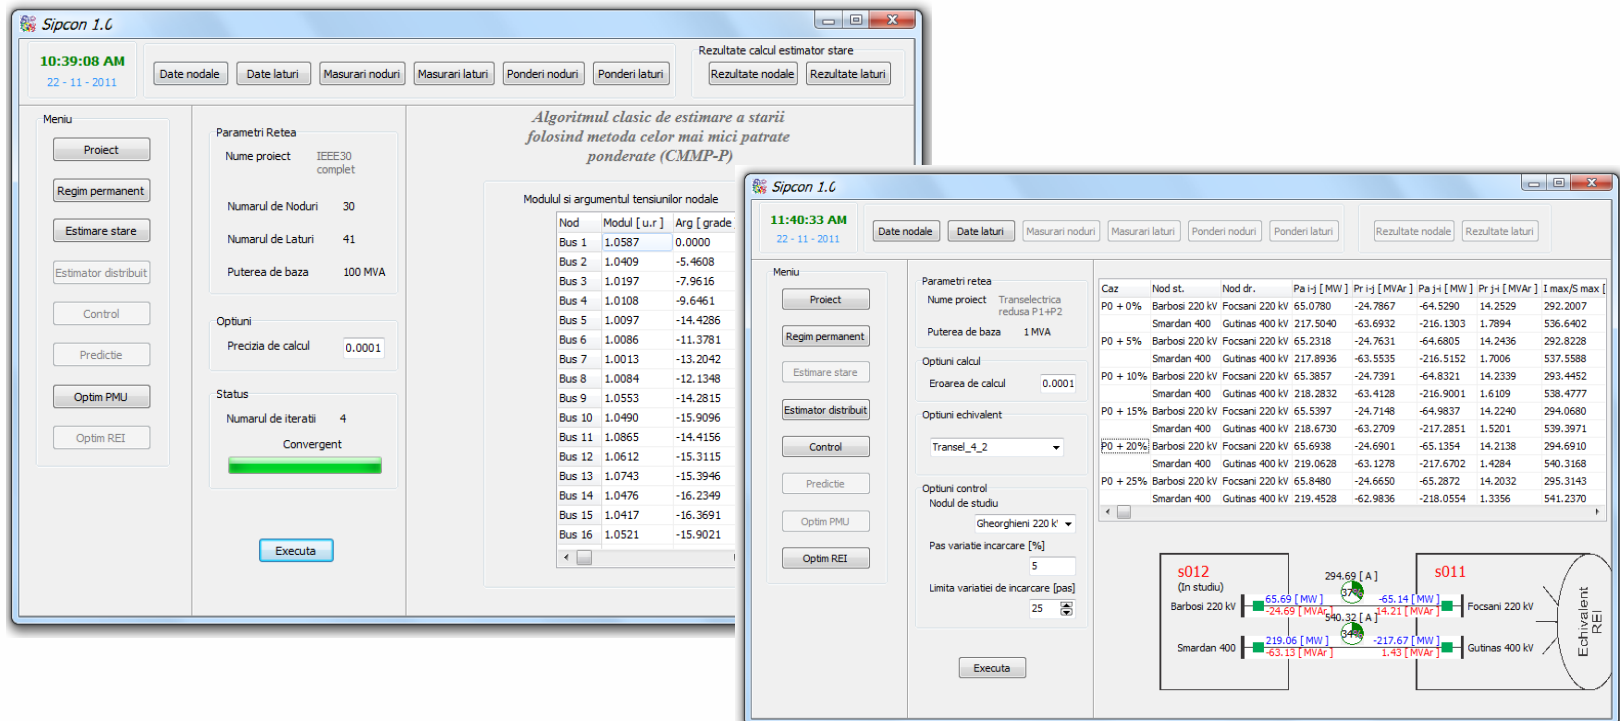 Sipcon 1.0
10:39:08 AM
22 - 11 - 2011
Date nodale Date laturi Masurari noduri Masurari laturi Ponderi noduri Ponderi laturi
Rezultate calcul estimator stare
Rezultate nodale Rezultate laturi
Meniu
Proiect
Regim permanent
Estimare stare
Estimator distribuit
Control
Predictie
Optim PMU
Optim REI
Parametri Retea
Nume proiect IEEE30
complet
Numarul de Noduri 30
Numarul de Laturi 41
Puterea de baza 100 MVA
Optiuni
Precizia de calcul 0.0001
Status
Numarul de iteratii 4
Convergent
Executa
Algoritmul clasic de estimare a starii
folosind metoda celor mai mici patrate
ponderate (CMMP-P)
Modulul si argumentul tensiunilor nodale
Nod Modul [ u.r ] Arg [ grade
Bus 1 1.0587 0.0000
Bus 2 1.0409 -5.4608
Bus 3 1.0197 -7.9616
Bus 4 1.0108 -9.6461
Bus 5 1.0097 -14.4286
Bus 6 1.0086 -11.3781
Bus 7 1.0013 -13.2042
Bus 8 1.0084 -12.1348
Bus 9 1.0553 -14.2815
Bus 10 1.0490 -15.9096
Bus 11 1.0865 -14.4156
Bus 12 1.0612 -15.3115
Bus 13 1.0743 -15.3946
Bus 14 1.0476 -16.2349
Bus 15 1.0417 -16.3691
Bus 16 1.0521 -15.9021
Sipcon 1.0
11:40:33 AM
22 - 11 - 2011
Date nodale Date laturi Masurari noduri Masurari laturi Ponderi noduri Ponderi laturi
Rezultate nodale Rezultate laturi
Meniu
Proiect
Regim permanent
Estimare stare
Estimator distribuit
Control
Predictie
Optim PMU
Optim REI
Parametri retea
Nume proiect Transelectrica
redusa P1+P2
Puterea de baza 1 MVA
Optiuni calcul
Eroarea de calcul 0.0001
Optiuni echivalent
Transel_4_2
Optiuni control
Nodul de studiu
Gheorghieni 220 k'
Pas variatie incarcare [%]
5
Limita variatiei de incarcare [pas]
25
Executa
Caz Nod st. Nod dr. Pa i-j [ MW ] Pr i-j [ MVAr ] Pa j-i [ MW ] Pr j-i [ MVAr ] I max/S max [
P0 + 0% Barbosi 220 kV Focsani 220 kV 65.0780 -24.7867 -64.5290 14.2529 292.2007
Smardan 400 Gutinas 400 kV 217.5040 -63.6932 -216.1303 1.7894 536.6402
P0 + 5% Barbosi 220 kV Focsani 220 kV 65.2318 -24.7631 -64.6805 14.2436 292.8228
Smardan 400 Gutinas 400 kV 217.8936 -63.5535 -216.5152 1.7006 537.5588
P0 + 10% Barbosi 220 kV Focsani 220 kV 65.3857 -24.7391 -64.8321 14.2339 293.4452
Smardan 400 Gutinas 400 kV 218.2832 -63.4128 -216.9001 1.6109 538.4777
P0 + 15% Barbosi 220 kV Focsani 220 kV 65.5397 -24.7148 -64.9837 14.2240 294.0680
Smardan 400 Gutinas 400 kV 218.6730 -63.2709 -217.2851 1.5201 539.3971
P0 + 20% Barbosi 220 kV Focsani 220 kV 65.6938 -24.6901 -65.1354 14.2138 294.6910
Smardan 400 Gutinas 400 kV 219.0628 -63.1278 -217.6702 1.4284 540.3168
P0 + 25% Barbosi 220 kV Focsani 220 kV 65.8480 -24.6650 -65.2872 14.2032 295.3143
Smardan 400 Gutinas 400 kV 219.4528 -62.9836 -218.0554 1.3356 541.2370
s012
(In studiu)
s011
294.69 [ A ]
37%
Barbosi 220 kV 65.69 [ MW ] -65.14 [ MW ] Focsani 220 kV
-24.69 [ MVAr ] 14.21 [ MVAr ]
540.32 [ A ]
34%
Smardan 400 219.06 [ MW ] -217.67 [ MW ] Gutinas 400 kV
-63.13 [ MVAr ] 1.43 [ MVAr ]
Echivalent
REI